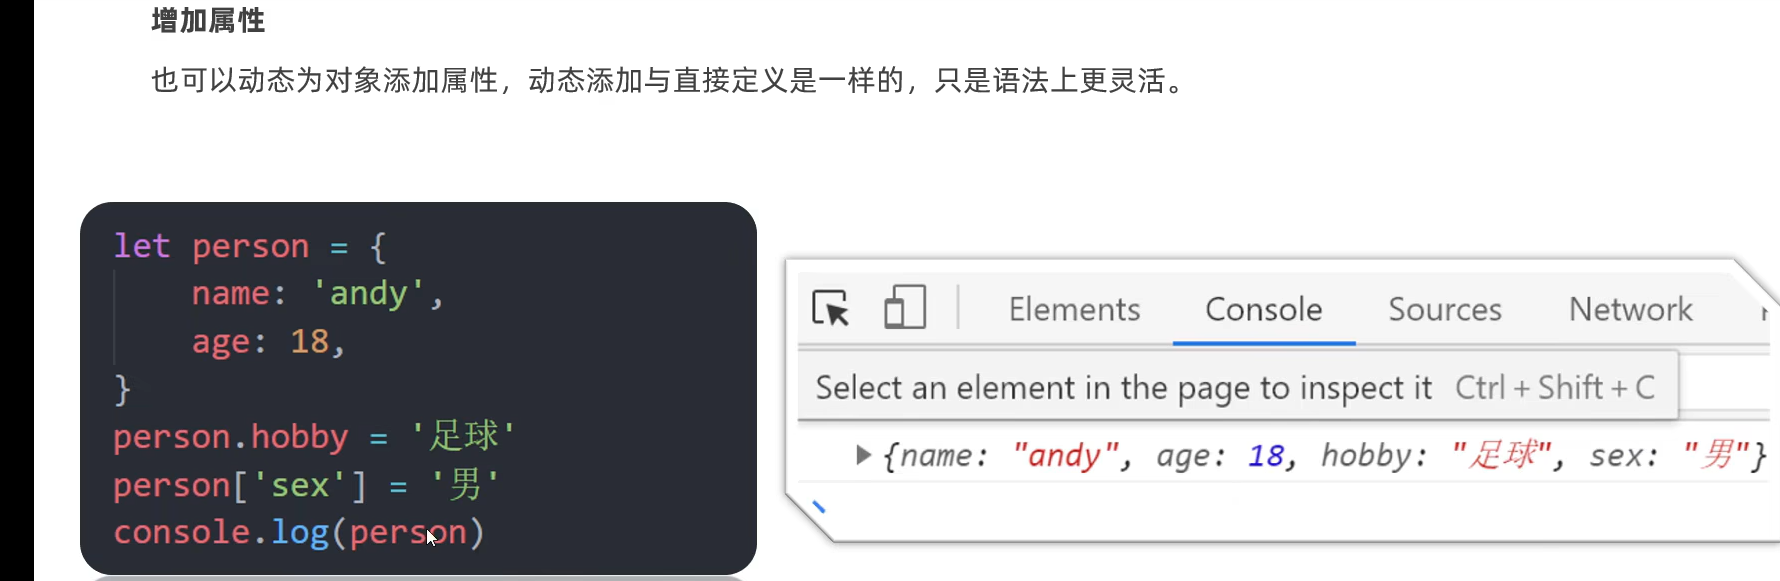 增加属性
也可以动态为对象添加属性，动态添加与直接定义是一样的，只是语法上更灵活。
let person = {
name: 'andy',
age: 18,
}
person.hobby = '足球'
person['sex'] = '男'
console.log(person)
Elements Console Sources Network
Select an element in the page to inspect it Ctrl + Shift + C
{name: "andy", age: 18, hobby: "足球", sex: "男"}